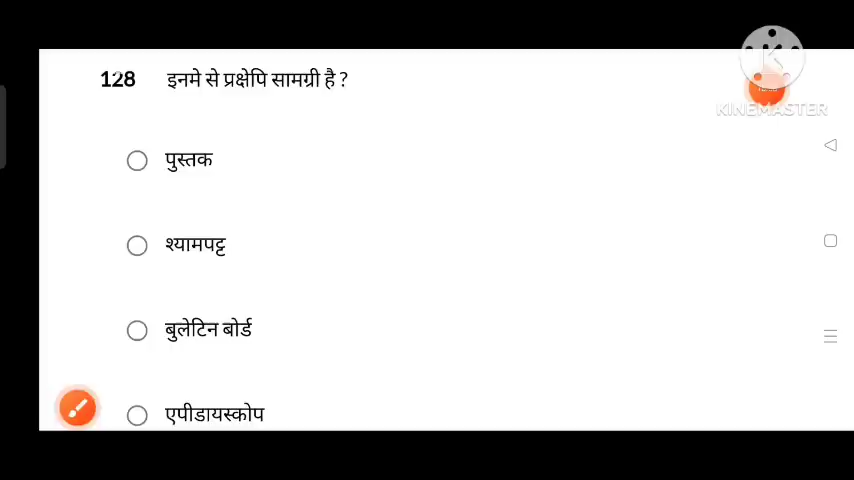 128 इनमे से प्रक्षेपि सामग्री है ?
KINEMASTER
पुस्तक
श्यामपट्ट
बुलेटिन बोर्ड
एपीडायस्कोप